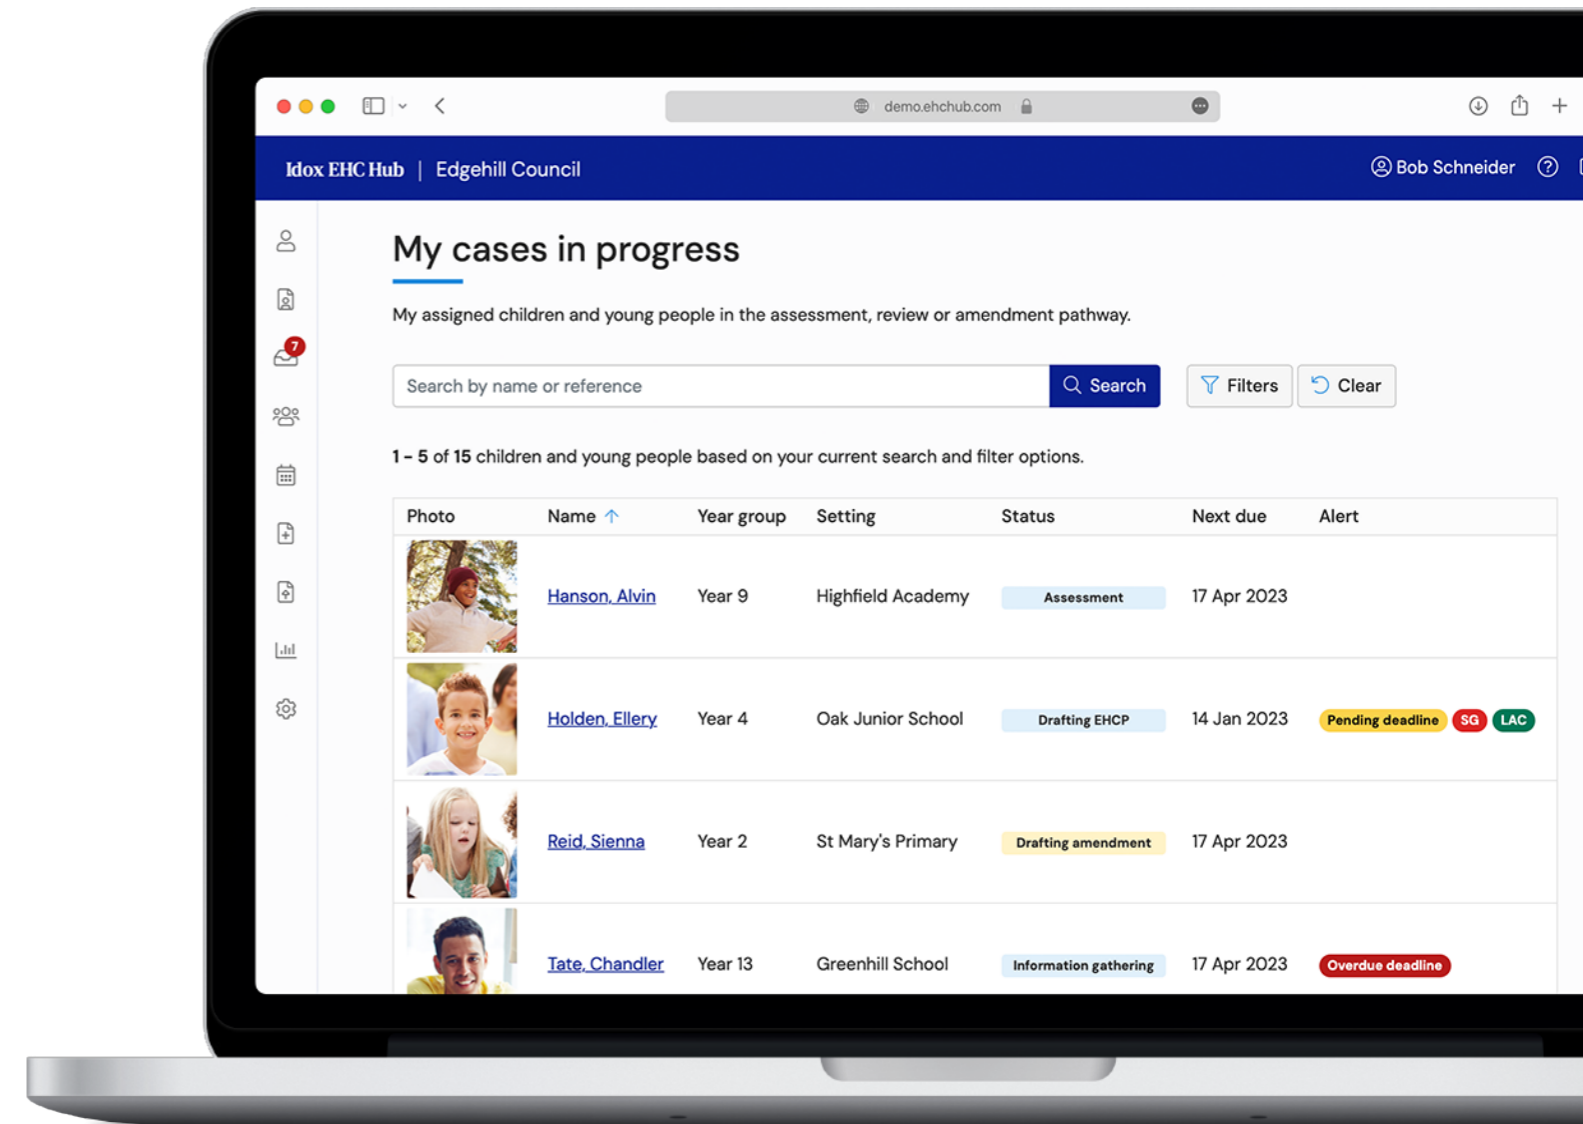 demo.ehchub.com
Idox EHC Hub | Edgehill Council
Bob Schneider
My cases in progress
My assigned children and young people in the assessment, review or amendment pathway.
7
Search by name or reference
Search
Filters
Clear
1 – 5 of 15 children and young people based on your current search and filter options.
Photo Name Year group Setting Status Next due Alert
Hanson, Alvin Year 9 Highfield Academy Assessment 17 Apr 2023
Holden, Ellery Year 4 Oak Junior School Drafting EHCP 14 Jan 2023 Pending deadline SG LAC
Reid, Sienna Year 2 St Mary's Primary Drafting amendment 17 Apr 2023
Tate, Chandler Year 13 Greenhill School Information gathering 17 Apr 2023 Overdue deadline